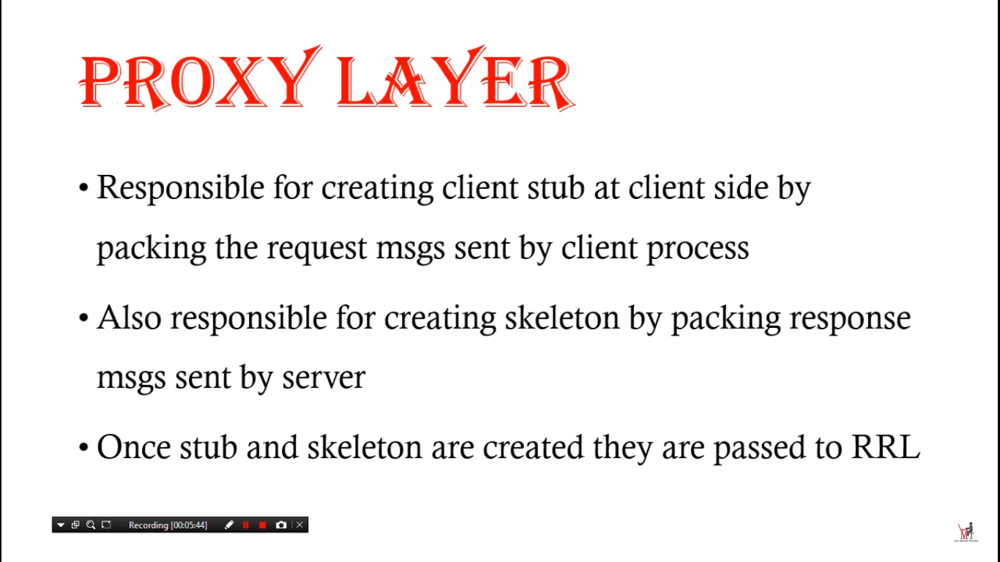 PROXY LAYER
• Responsible for creating client stub at client side by
packing the request msgs sent by client process
• Also responsible for creating skeleton by packing response
msgs sent by server
• Once stub and skeleton are created they are passed to RRL
Recording [00:05:44]